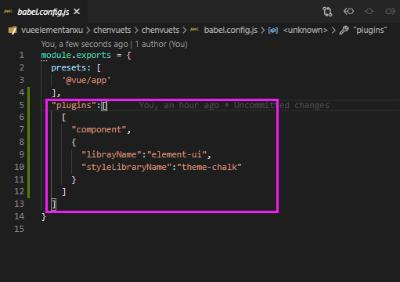 babel.config.js
vueelementarxu > chenvuets > chenvuets > babel.config.js > <unknown> > "plugins"
You, a few seconds ago | 1 author (You)
1 module.exports = {
2 presets: [
3 '@vue/app'
4 ],
5 "plugins":[ You, an hour ago • Uncommitted changes
6 [
7 "component",
8 {
9 "librayName":"element-ui",
10 "styleLibraryName":"theme-chalk"
11 }
12 ]
13 ]
14 }
15